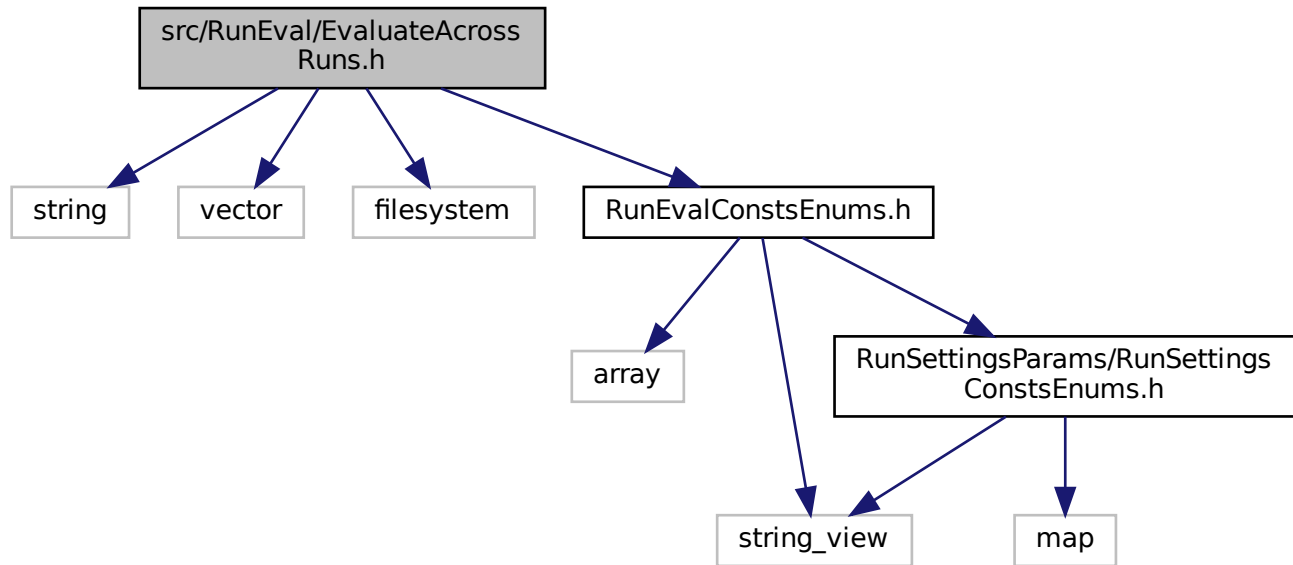 src/RunEval/EvaluateAcross
Runs.h
string
vector
filesystem
RunEvalConstsEnums.h
array
RunSettingsParams/RunSettings
ConstsEnums.h
string_view
map